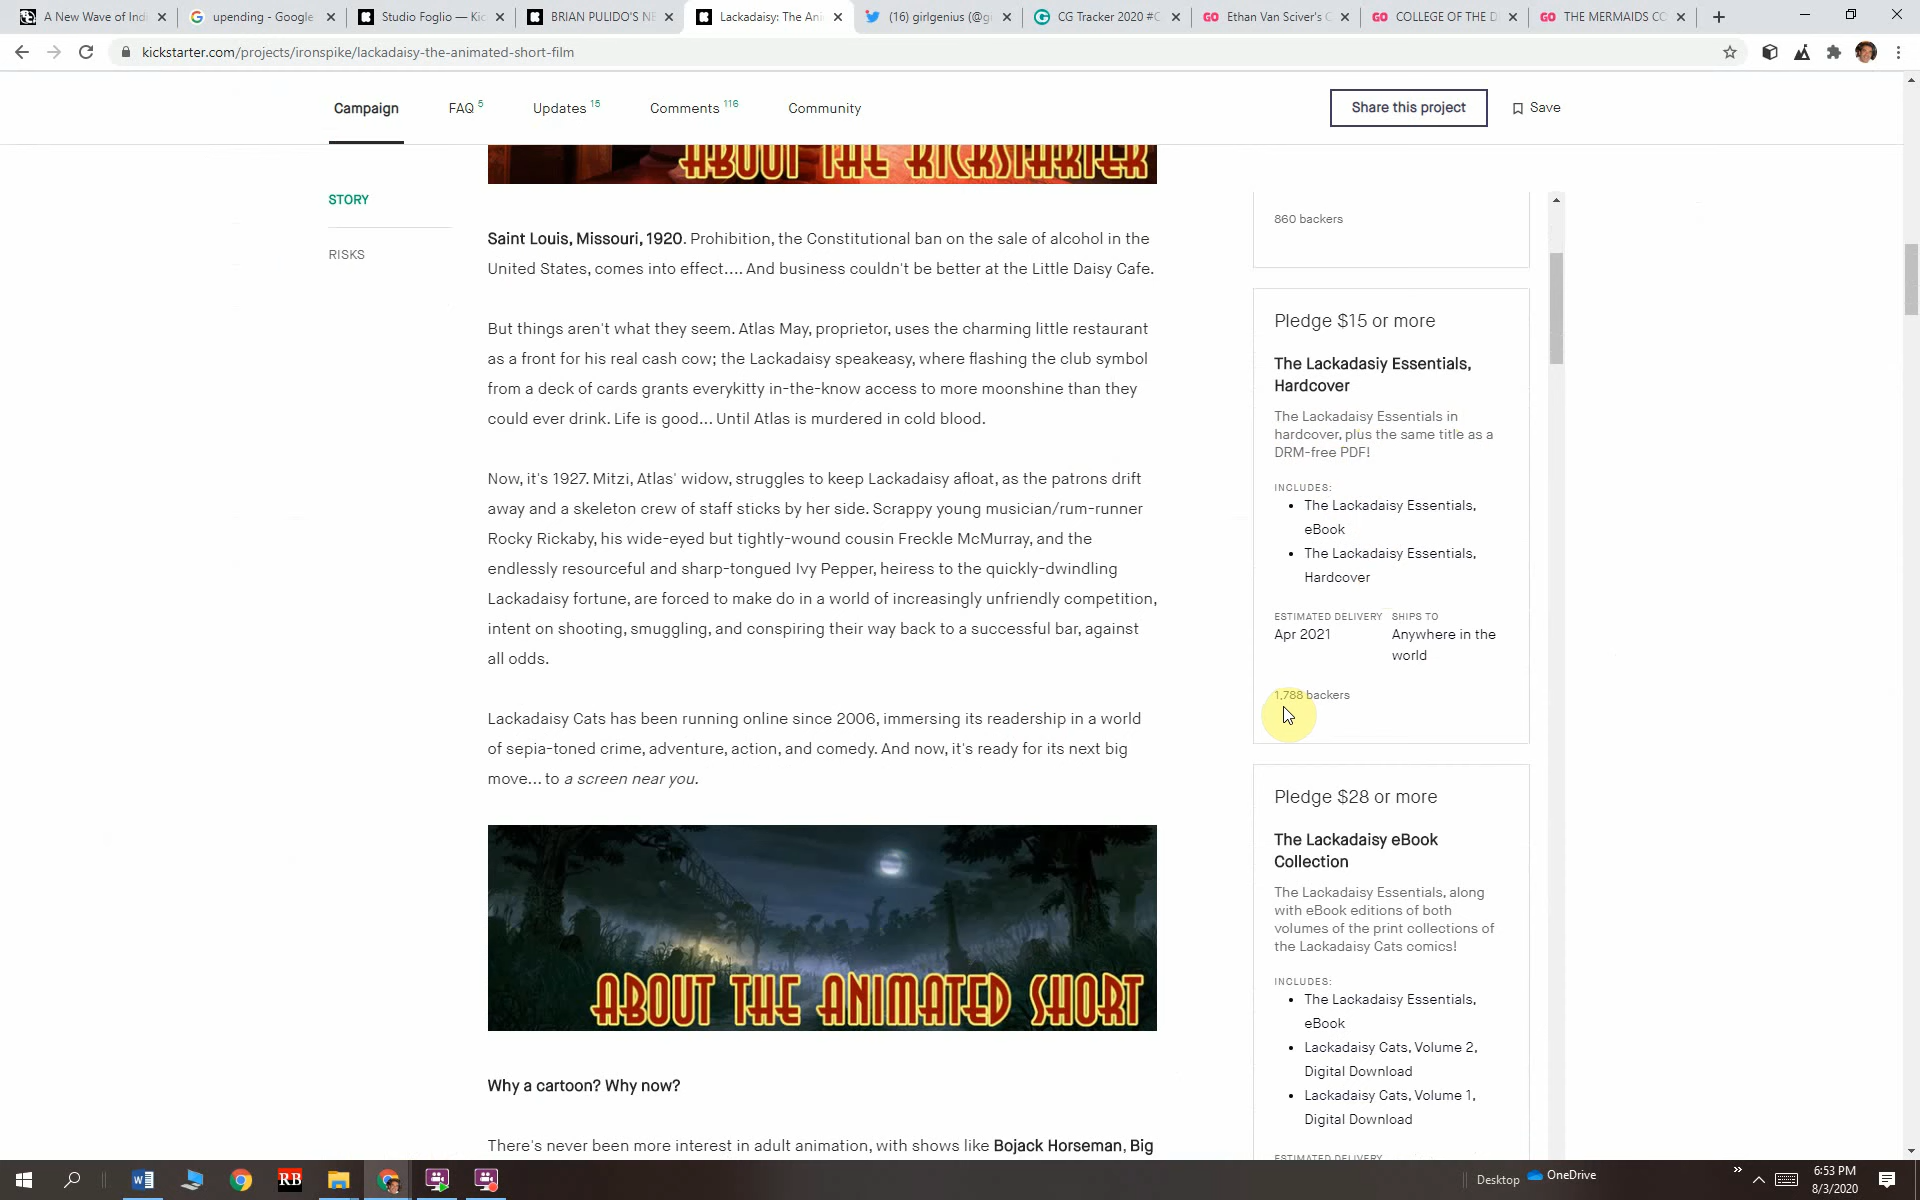 A New Wave of Indi
upending - Google
Studio Foglio — Kic
BRIAN PULIDO'S NE
Lackadaisy: The Ani
(16) girlgenius (@gi
CG Tracker 2020 #C
GO Ethan Van Sciver's C
GO COLLEGE OF THE D
GO THE MERMAIDS CO
kickstarter.com/projects/ironspike/lackadaisy-the-animated-short-film
Campaign
FAQ 5
Updates 15
Comments 116
Community
Share this project
Save
ABOUT THE KICKSTARTER
STORY
RISKS
Saint Louis, Missouri, 1920. Prohibition, the Constitutional ban on the sale of alcohol in the
United States, comes into effect.... And business couldn't be better at the Little Daisy Cafe.
But things aren't what they seem. Atlas May, proprietor, uses the charming little restaurant
as a front for his real cash cow; the Lackadaisy speakeasy, where flashing the club symbol
from a deck of cards grants everykitty in-the-know access to more moonshine than they
could ever drink. Life is good... Until Atlas is murdered in cold blood.
Now, it's 1927. Mitzi, Atlas' widow, struggles to keep Lackadaisy afloat, as the patrons drift
away and a skeleton crew of staff sticks by her side. Scrappy young musician/rum-runner
Rocky Rickaby, his wide-eyed but tightly-wound cousin Freckle McMurray, and the
endlessly resourceful and sharp-tongued Ivy Pepper, heiress to the quickly-dwindling
Lackadaisy fortune, are forced to make do in a world of increasingly unfriendly competition,
intent on shooting, smuggling, and conspiring their way back to a successful bar, against
all odds.
Lackadaisy Cats has been running online since 2006, immersing its readership in a world
of sepia-toned crime, adventure, action, and comedy. And now, it's ready for its next big
move... to a screen near you.
ABOUT THE ANIMATED SHORT
Why a cartoon? Why now?
There's never been more interest in adult animation, with shows like Bojack Horseman, Big
860 backers
Pledge $15 or more
The Lackadasiy Essentials,
Hardcover
The Lackadaisy Essentials in
hardcover, plus the same title as a
DRM-free PDF!
INCLUDES:
The Lackadaisy Essentials,
eBook
The Lackadaisy Essentials,
Hardcover
ESTIMATED DELIVERY SHIPS TO
Apr 2021 Anywhere in the
world
1,788 backers
Pledge $28 or more
The Lackadaisy eBook
Collection
The Lackadaisy Essentials, along
with eBook editions of both
volumes of the print collections of
the Lackadaisy Cats comics!
INCLUDES:
The Lackadaisy Essentials,
eBook
Lackadaisy Cats, Volume 2,
Digital Download
Lackadaisy Cats, Volume 1,
Digital Download
ESTIMATED DELIVERY
RB
Desktop
OneDrive
6:53 PM
8/3/2020